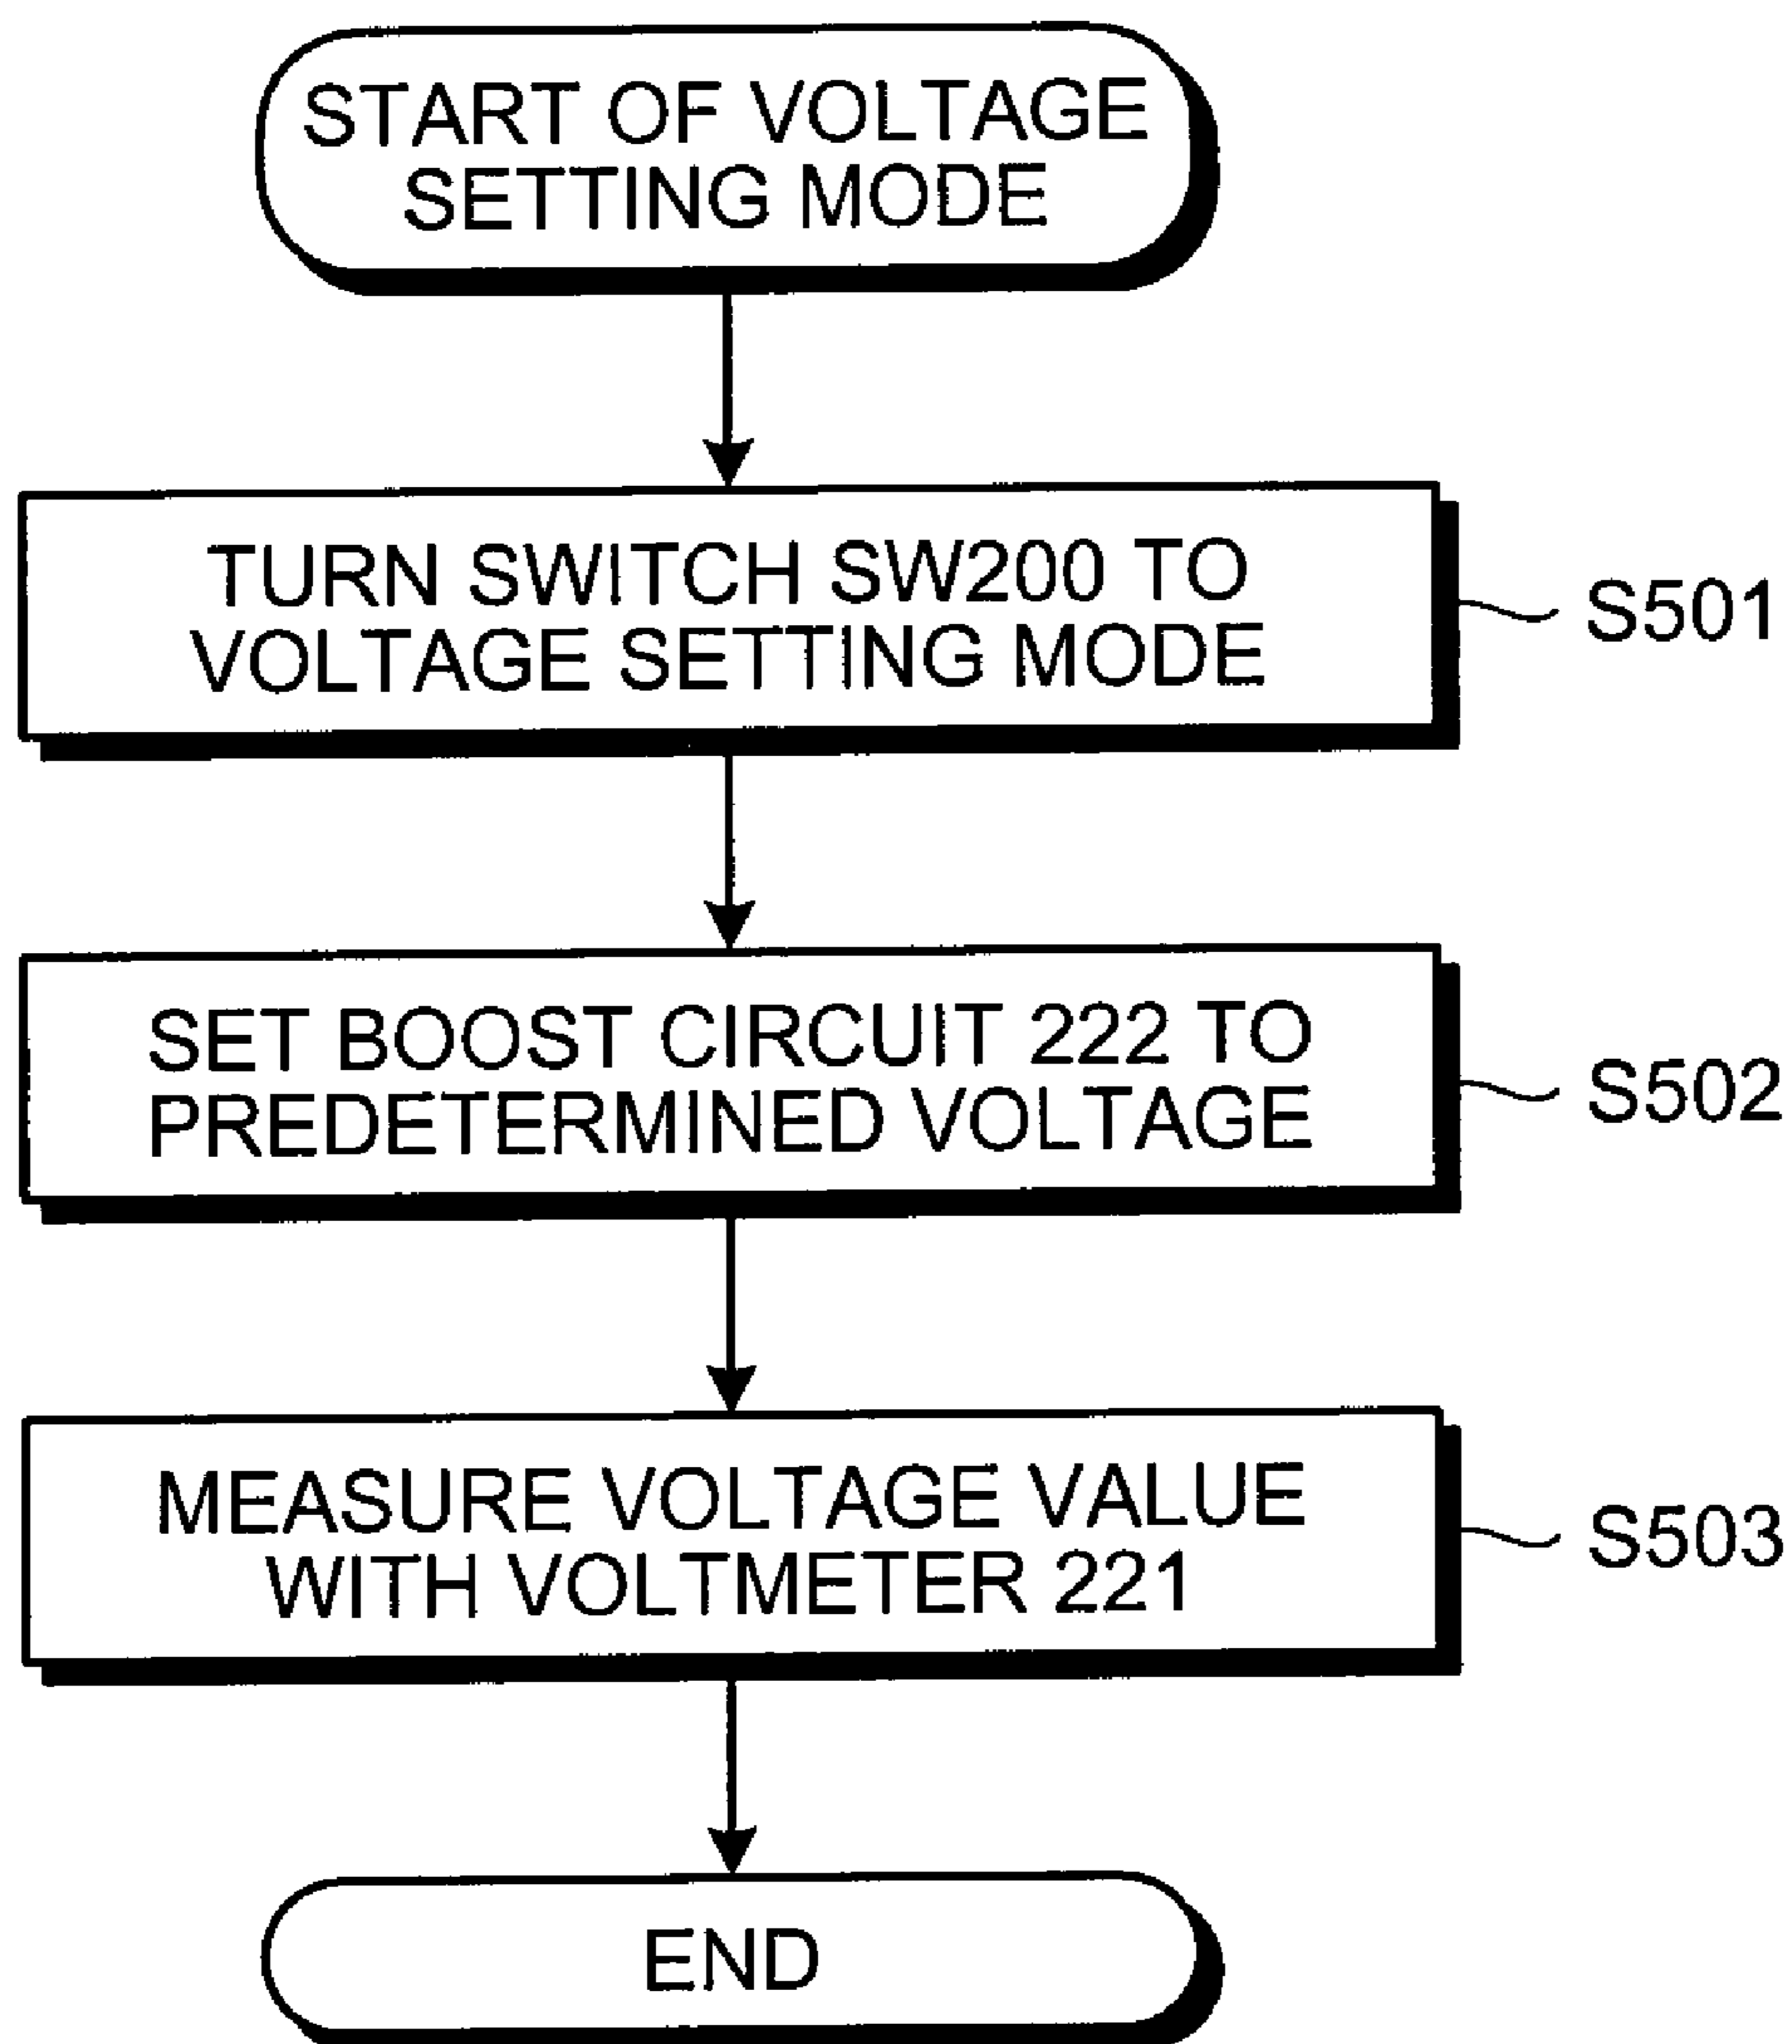 START OF VOLTAGE
SETTING MODE
TURN SWITCH SW200 TO
VOLTAGE SETTING MODE
S501
SET BOOST CIRCUIT 222 TO
PREDETERMINED VOLTAGE
S502
MEASURE VOLTAGE VALUE
WITH VOLTMETER 221
S503
END